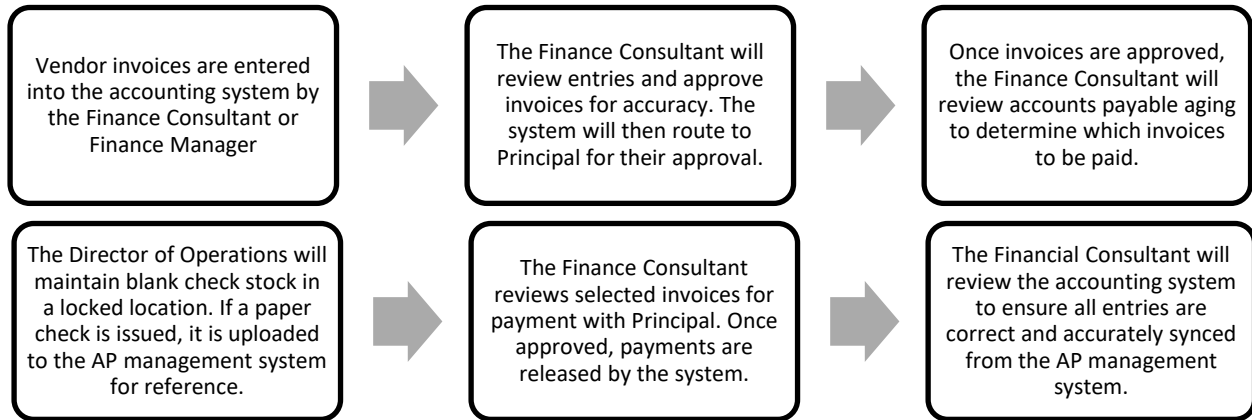 Vendor invoices are entered
into the accounting system by
the Finance Consultant or
Finance Manager
The Finance Consultant will
review entries and approve
invoices for accuracy. The
system will then route to
Principal for their approval.
Once invoices are approved,
the Finance Consultant will
review accounts payable aging
to determine which invoices
to be paid.
The Director of Operations will
maintain blank check stock in
a locked location. If a paper
check is issued, it is uploaded
to the AP management system
for reference.
The Finance Consultant
reviews selected invoices for
payment with Principal. Once
approved, payments are
released by the system.
The Financial Consultant will
review the accounting system
to ensure all entries are
correct and accurately synced
from the AP management
system.